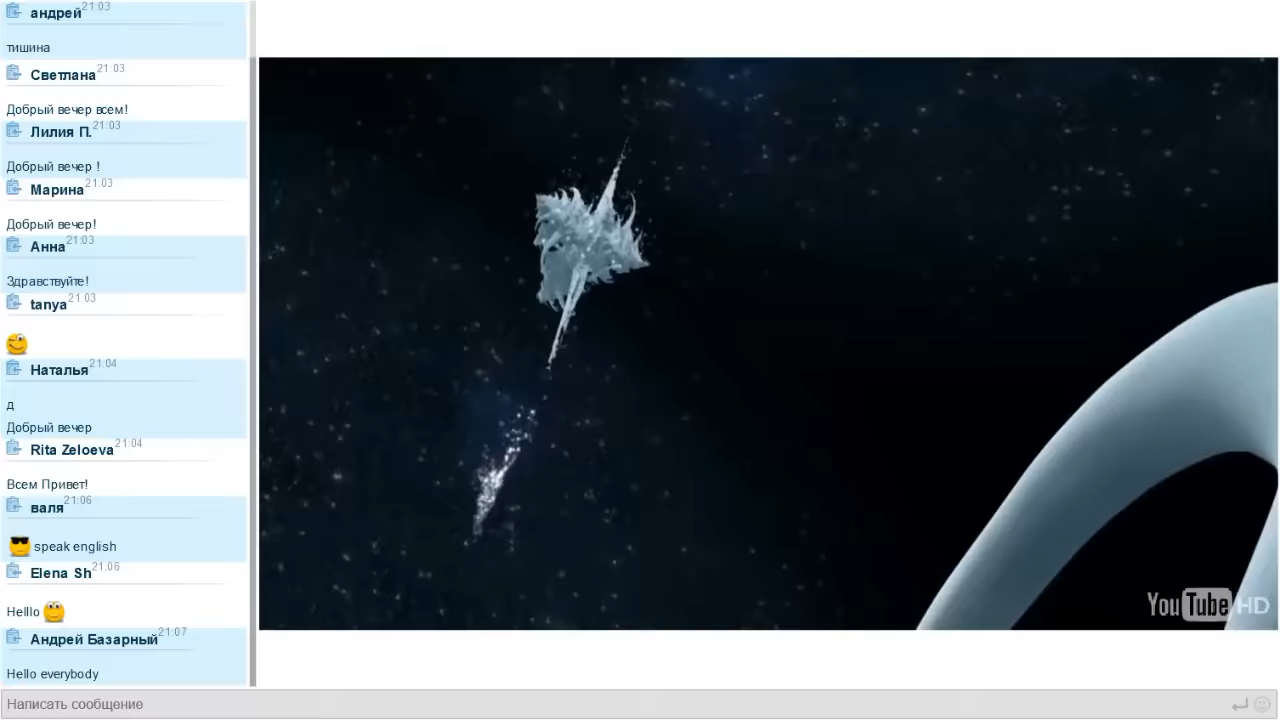 андрей 21:03
тишина
Светлана 21:03
Добрый вечер всем!
Лилия П. 21:03
Добрый вечер !
Марина 21:03
Добрый вечер!
Анна 21:03
Здравствуйте!
tanya 21:03
Наталья 21:04
д
Добрый вечер
Rita Zeloeva 21:04
Всем Привет!
валя 21:06
speak english
Elena Sh 21:06
Helllo
Андрей Базарный 21:07
Hello everybody
Написать сообщение
YouTube HD